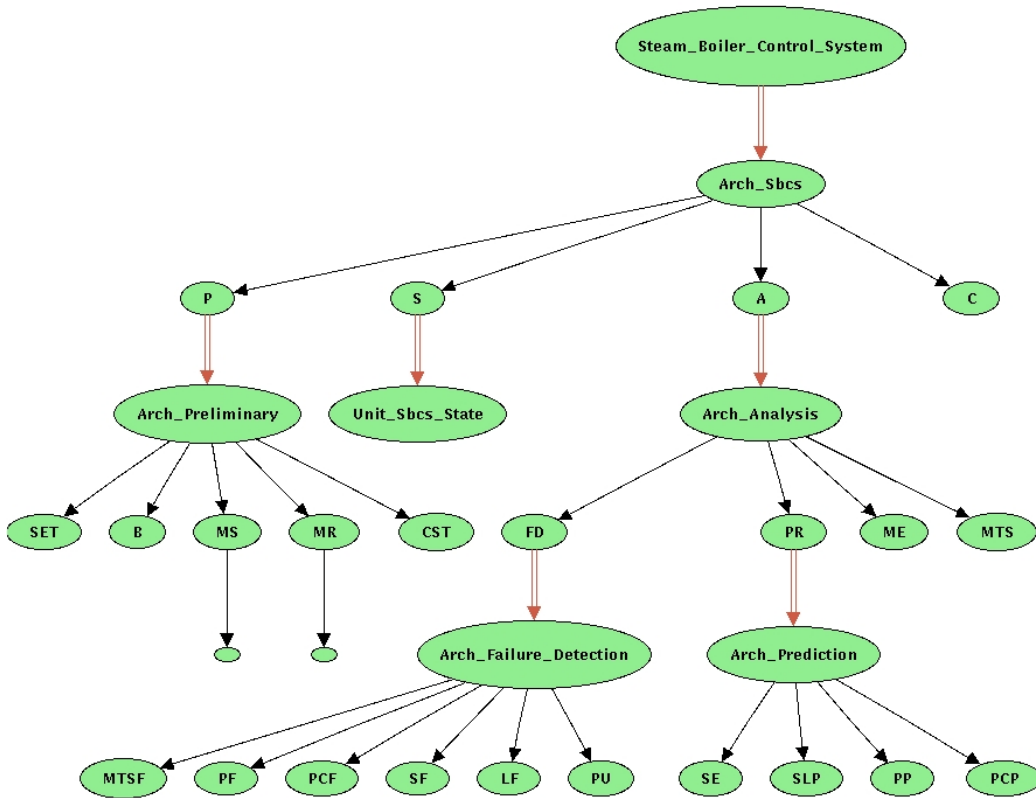 Steam_Boiler_Control_System
Arch_Sbcs
P
S
A
C
Arch_Preliminary
Unit_Sbcs_State
Arch_Analysis
SET
B
MS
MR
CST
FD
PR
ME
MTS
Arch_Failure_Detection
Arch_Prediction
MTSF
PF
PCF
SF
LF
PU
SE
SLP
PP
PCP